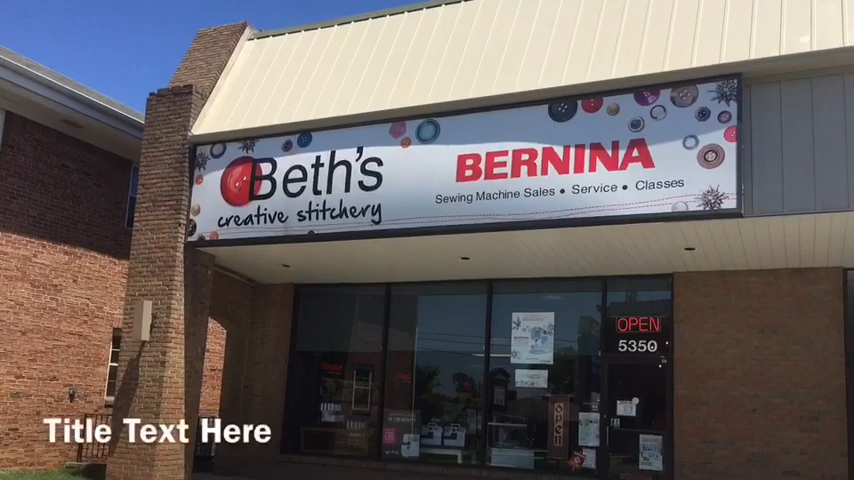 Beth's
creative stitchery
BERNINA
Sewing Machine Sales • Service • Classes
OPEN
5350
Title Text Here